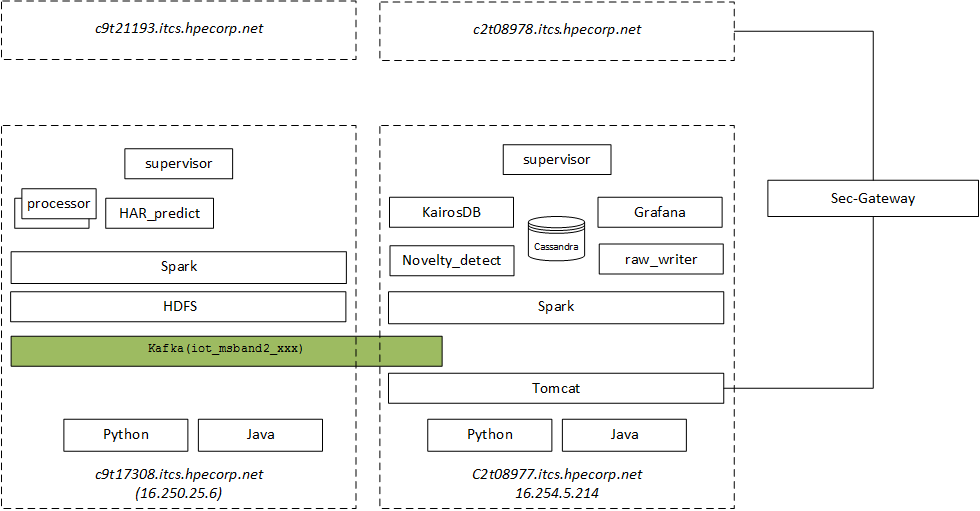 c9t21193.itcs.hpecorp.net
c2t08978.itcs.hpecorp.net
supervisor
processor
HAR_predict
Spark
HDFS
Kafka(iot_msband2_xxx)
Python
Java
c9t17308.itcs.hpecorp.net
(16.250.25.6)
supervisor
KairosDB
Cassandra
Grafana
Novelty_detect
raw_writer
Spark
Tomcat
Python
Java
C2t08977.itcs.hpecorp.net
16.254.5.214
Sec-Gateway